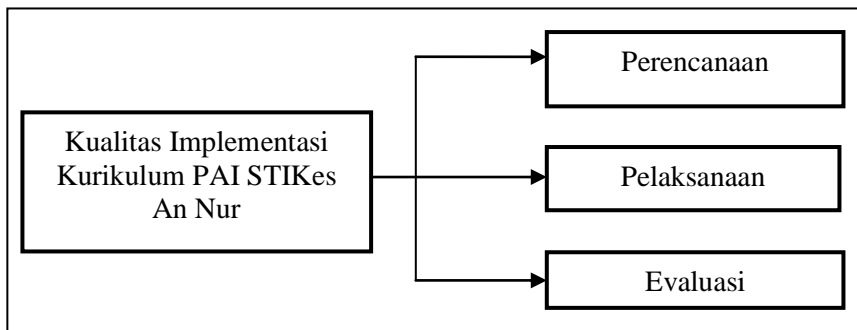 Perencanaan
Kualitas Implementasi
Kurikulum PAI STIKes
An Nur
Pelaksanaan
Evaluasi